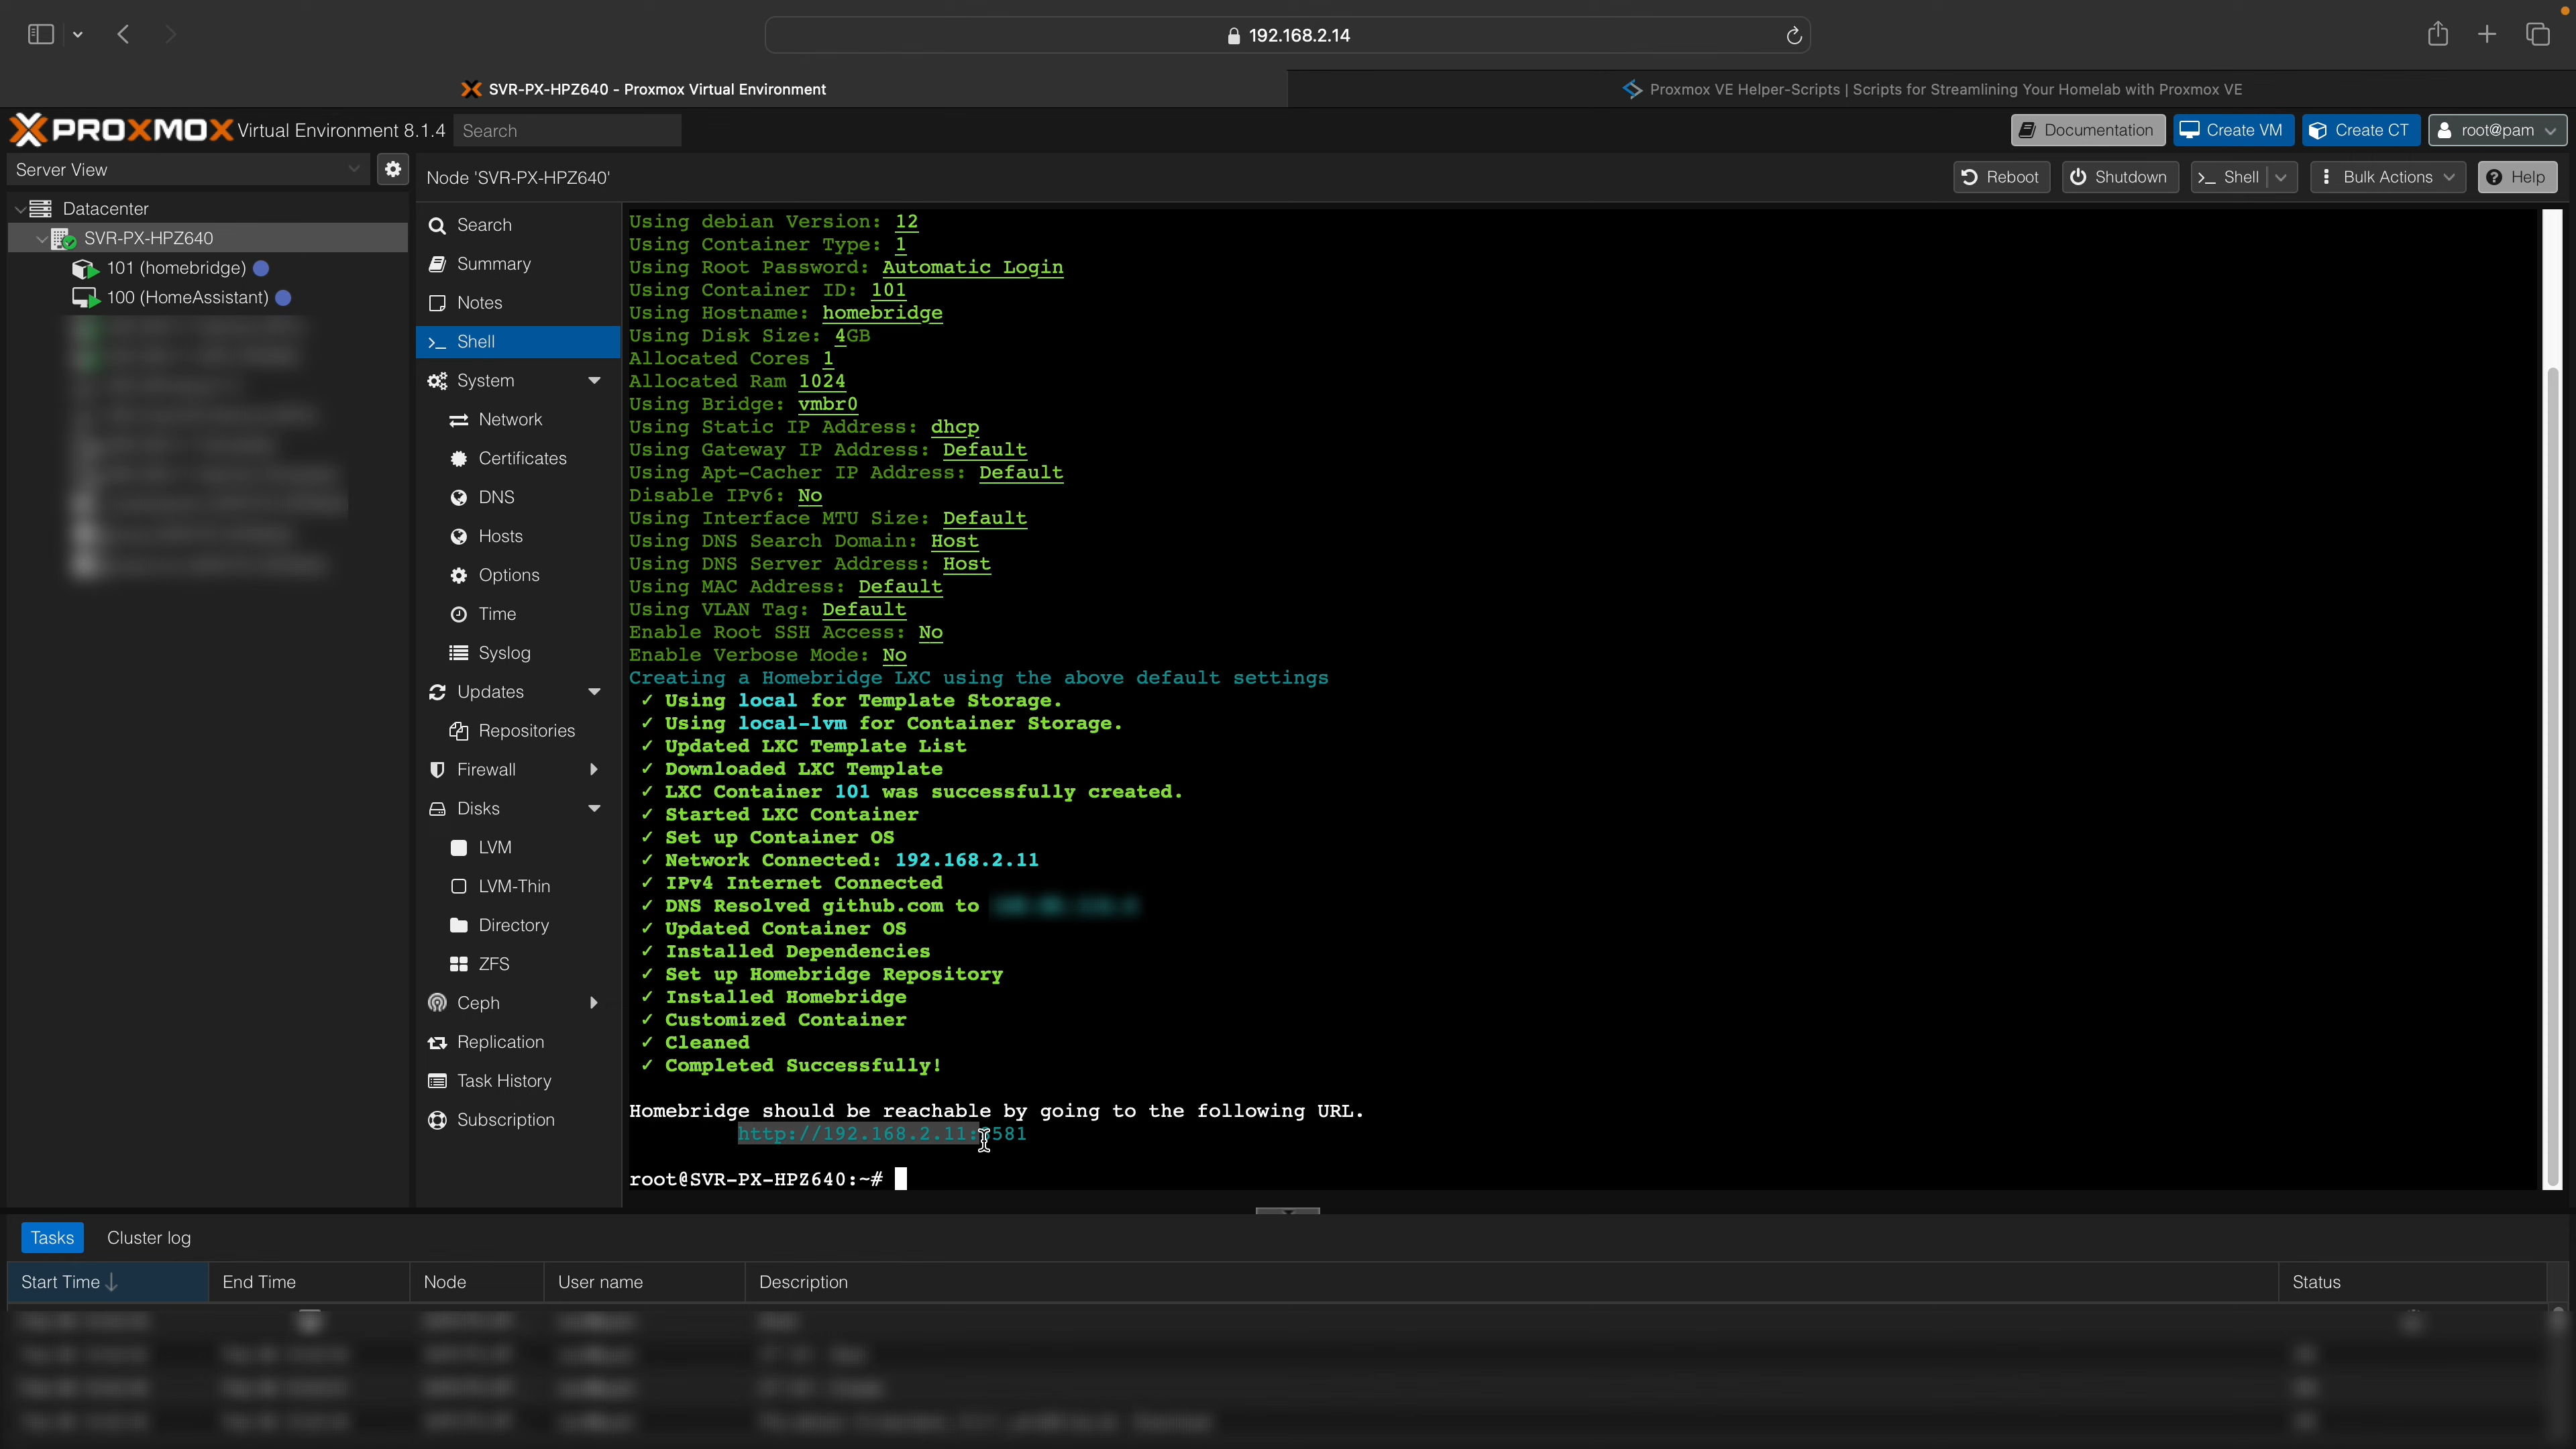 192.168.2.14
SVR-PX-HPZ640 - Proxmox Virtual Environment
Proxmox VE Helper-Scripts | Scripts for Streamlining Your Homelab with Proxmox VE
PROXMOX Virtual Environment 8.1.4
Search
Documentation
Create VM
Create CT
root@pam
Server View
Node 'SVR-PX-HPZ640'
Reboot
Shutdown
Shell
Bulk Actions
Help
Datacenter
SVR-PX-HPZ640
101 (homebridge)
100 (HomeAssistant)
Search
Summary
Notes
Shell
System
Network
Certificates
DNS
Hosts
Options
Time
Syslog
Updates
Repositories
Firewall
Disks
LVM
LVM-Thin
Directory
ZFS
Ceph
Replication
Task History
Subscription
Using debian Version: 12
Using Container Type: 1
Using Root Password: Automatic Login
Using Container ID: 101
Using Hostname: homebridge
Using Disk Size: 4GB
Allocated Cores 1
Allocated Ram 1024
Using Bridge: vmbr0
Using Static IP Address: dhcp
Using Gateway IP Address: Default
Using Apt-Cacher IP Address: Default
Disable IPv6: No
Using Interface MTU Size: Default
Using DNS Search Domain: Host
Using DNS Server Address: Host
Using MAC Address: Default
Using VLAN Tag: Default
Enable Root SSH Access: No
Enable Verbose Mode: No
Creating a Homebridge LXC using the above default settings
✓ Using local for Template Storage.
✓ Using local-lvm for Container Storage.
✓ Updated LXC Template List
✓ Downloaded LXC Template
✓ LXC Container 101 was successfully created.
✓ Started LXC Container
✓ Set up Container OS
✓ Network Connected: 192.168.2.11
✓ IPv4 Internet Connected
✓ DNS Resolved github.com to
✓ Updated Container OS
✓ Installed Dependencies
✓ Set up Homebridge Repository
✓ Installed Homebridge
✓ Customized Container
✓ Cleaned
✓ Completed Successfully!
Homebridge should be reachable by going to the following URL.
http://192.168.2.11:8581
root@SVR-PX-HPZ640:~#
Tasks
Cluster log
Start Time
End Time
Node
User name
Description
Status